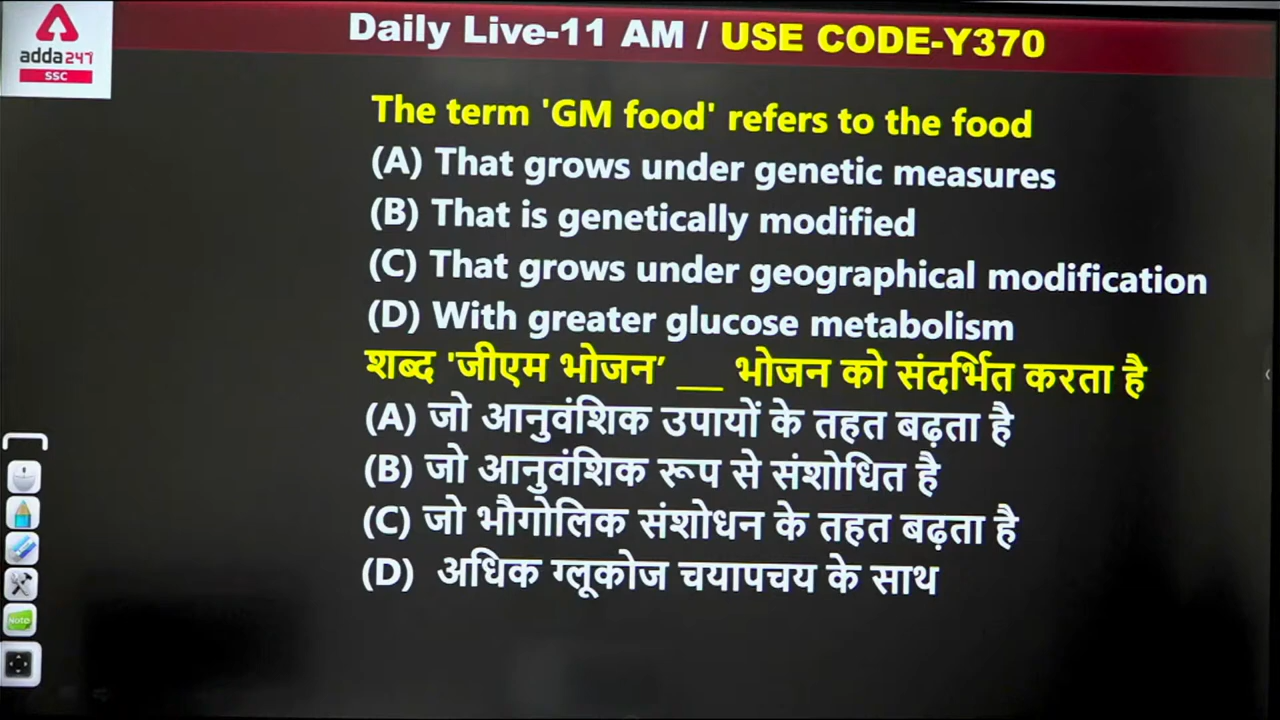 adda247
SSC
Daily Live-11 AM / USE CODE-Y370
The term 'GM food' refers to the food
(A) That grows under genetic measures
(B) That is genetically modified
(C) That grows under geographical modification
(D) With greater glucose metabolism
शब्द 'जीएम भोजन’ __ भोजन को संदर्भित करता है
(A) जो आनुवंशिक उपायों के तहत बढ़ता है
(B) जो आनुवंशिक रूप से संशोधित है
(C) जो भौगोलिक संशोधन के तहत बढ़ता है
(D) अधिक ग्लूकोज चयापचय के साथ
Note